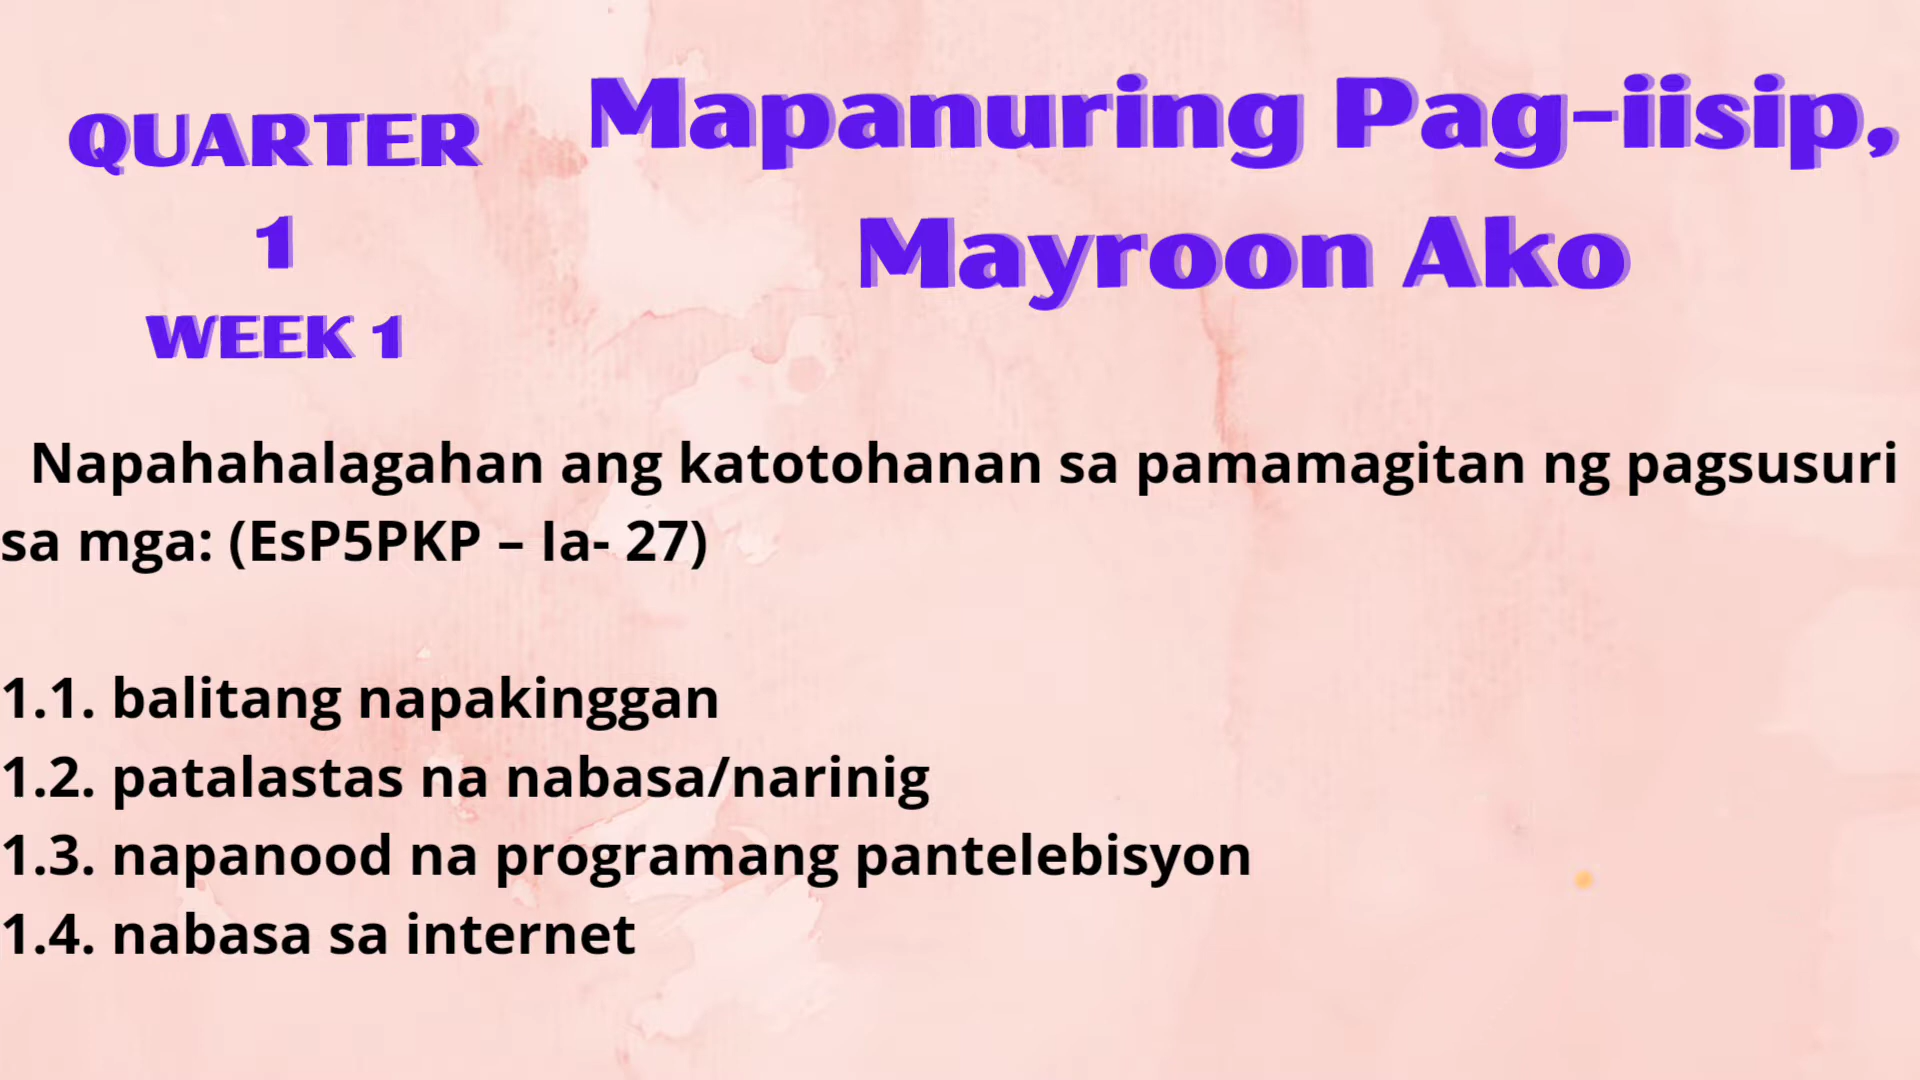 QUARTER
1
WEEK 1
Mapanuring Pag-iisip,
Mayroon Ako
Napahahalagahan ang katotohanan sa pamamagitan ng pagsusuri
sa mga: (EsP5PKP – Ia- 27)
1.1. balitang napakinggan
1.2. patalastas na nabasa/narinig
1.3. napanood na programang pantelebisyon
1.4. nabasa sa internet